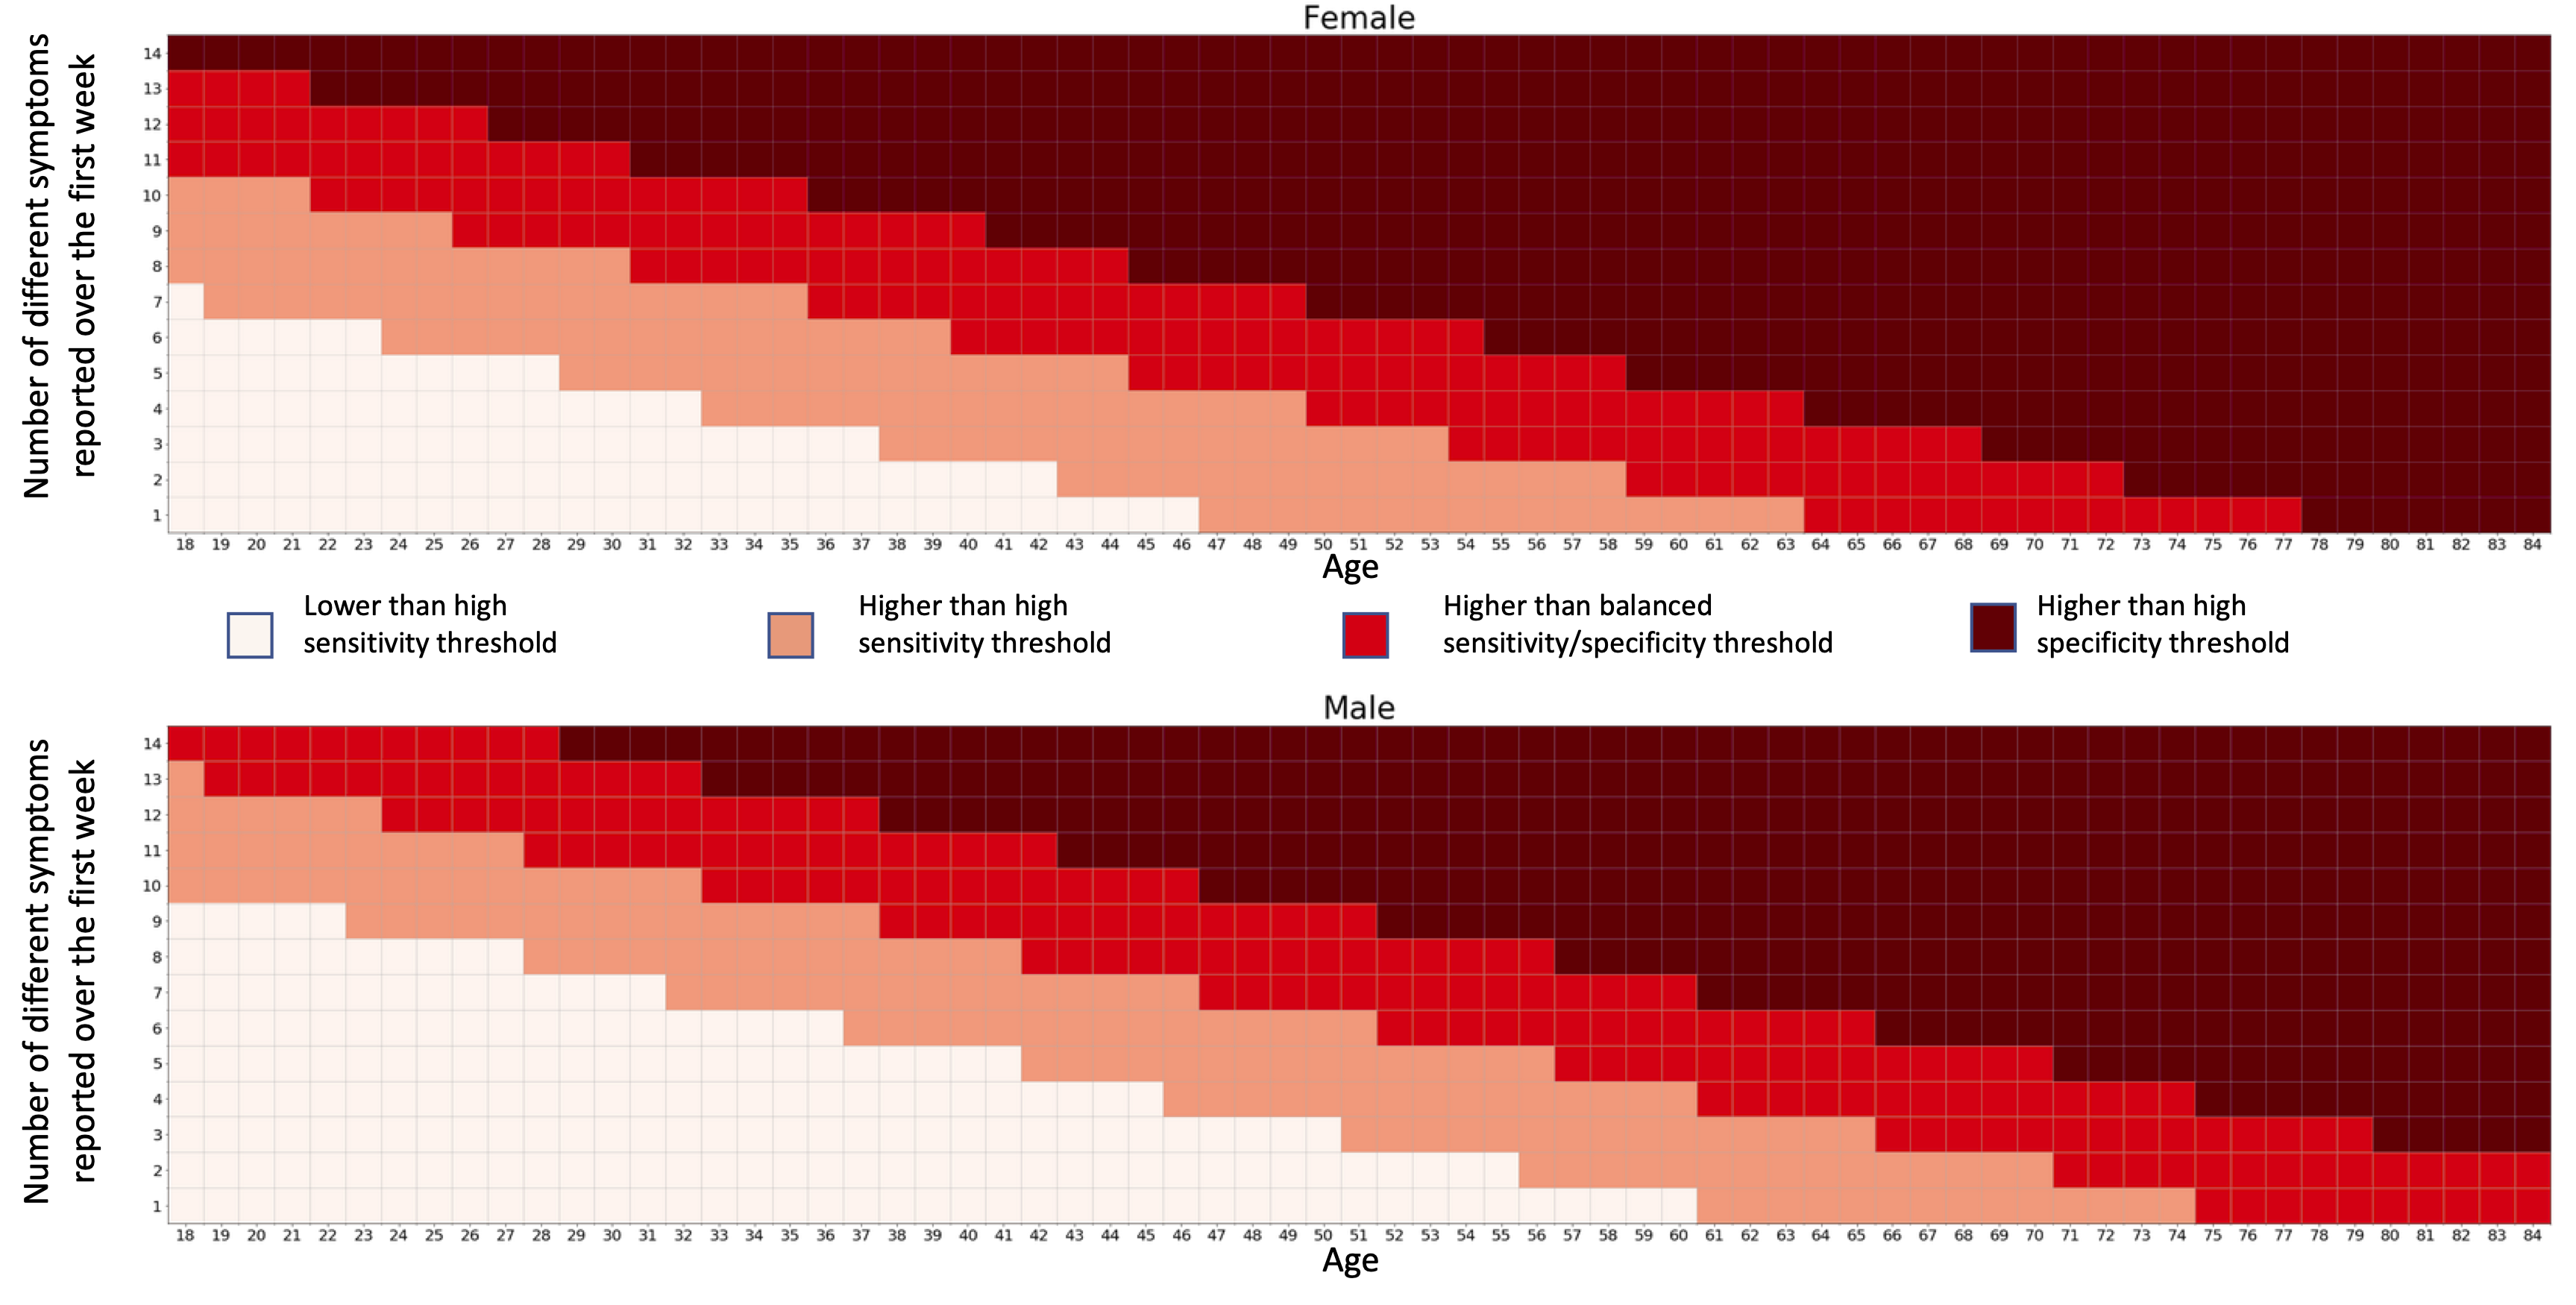 Female
Number of different symptoms
reported over the first week
14
13
12
11
10
9
8
7
6
5
4
3
2
1
18 19 20 21 22 23 24 25 26 27 28 29 30 31 32 33 34 35 36 37 38 39 40 41 42 43 44 45 46 47 48 49 50 51 52 53 54 55 56 57 58 59 60 61 62 63 64 65 66 67 68 69 70 71 72 73 74 75 76 77 78 79 80 81 82 83 84
Age
Lower than high
sensitivity threshold
Higher than high
sensitivity threshold
Higher than balanced
sensitivity/specificity threshold
Higher than high
specificity threshold
Male
Number of different symptoms
reported over the first week
14
13
12
11
10
9
8
7
6
5
4
3
2
1
18 19 20 21 22 23 24 25 26 27 28 29 30 31 32 33 34 35 36 37 38 39 40 41 42 43 44 45 46 47 48 49 50 51 52 53 54 55 56 57 58 59 60 61 62 63 64 65 66 67 68 69 70 71 72 73 74 75 76 77 78 79 80 81 82 83 84
Age